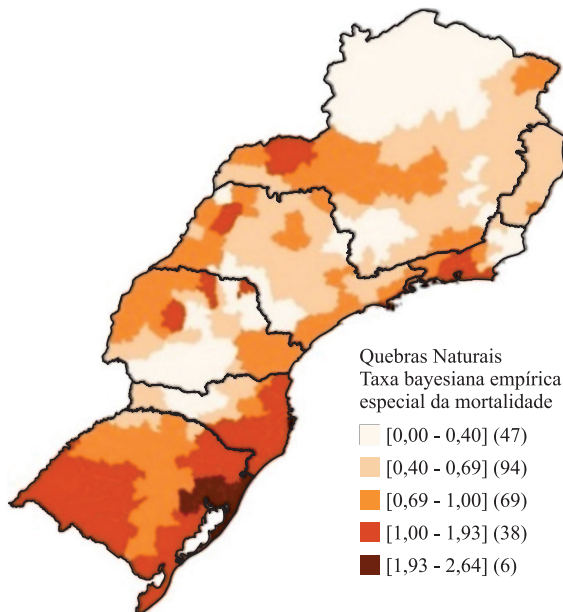 Quebras Naturais
Taxa bayesiana empírica
especial da mortalidade
[0,00 - 0,40] (47)
[0,40 - 0,69] (94)
[0,69 - 1,00] (69)
[1,00 - 1,93] (38)
[1,93 - 2,64] (6)